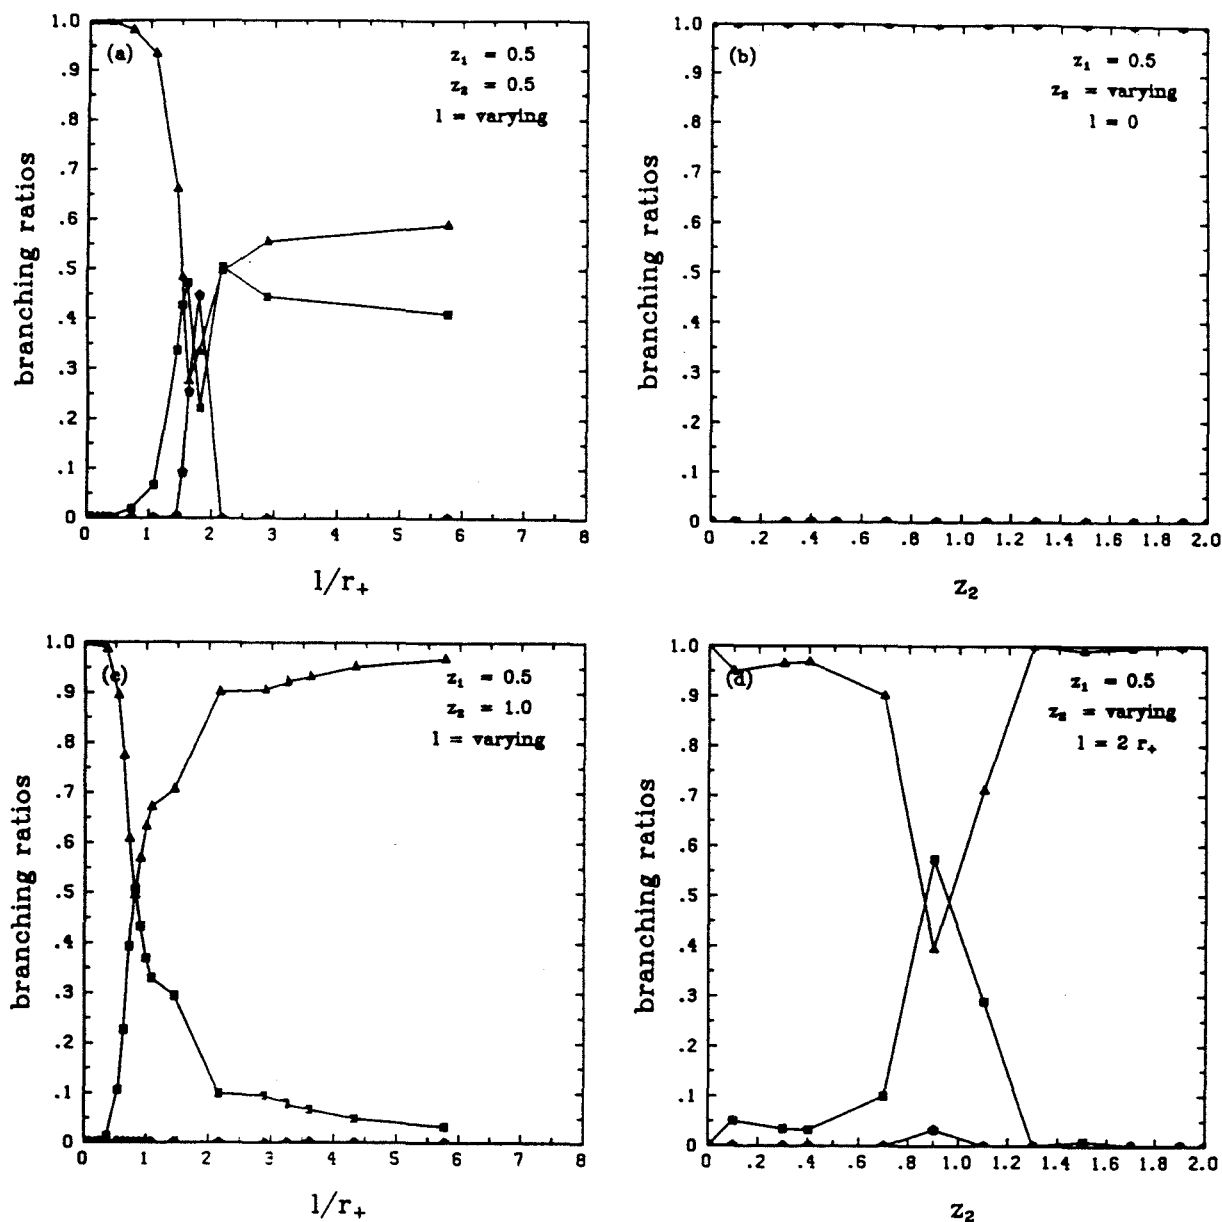 (a)
z₁ = 0.5
z₂ = 0.5
l = varying
branching ratios
1.0
.9
.8
.7
.6
.5
.4
.3
.2
.1
0
0 1 2 3 4 5 6 7 8
l/r₊
(b)
z₁ = 0.5
z₂ = varying
l = 0
branching ratios
1.0
.9
.8
.7
.6
.5
.4
.3
.2
.1
0
0 .2 .4 .6 .8 1.0 1.2 1.4 1.6 1.8 2.0
z₂
(c)
z₁ = 0.5
z₂ = 1.0
l = varying
branching ratios
1.0
.9
.8
.7
.6
.5
.4
.3
.2
.1
0
0 1 2 3 4 5 6 7 8
l/r₊
(d)
z₁ = 0.5
z₂ = varying
l = 2 r₊
branching ratios
1.0
.9
.8
.7
.6
.5
.4
.3
.2
.1
0
0 .2 .4 .6 .8 1.0 1.2 1.4 1.6 1.8 2.0
z₂